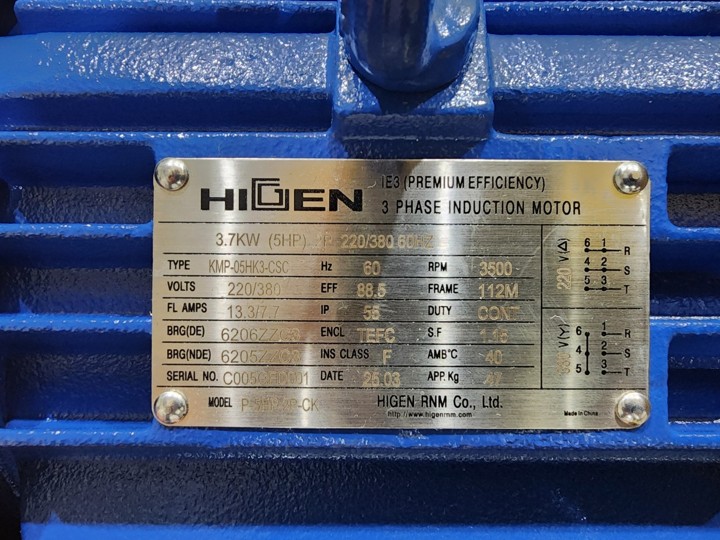 HIGEN
IE3 (PREMIUM EFFICIENCY)
3 PHASE INDUCTION MOTOR
3.7KW (5HP) 220/380 60HZ
TYPE KMP-05HK3-CSC Hz 60 RPM 3500
VOLTS 220/380 EFF 88.5 FRAME 112M
FL AMPS 13.3/7.7 IP DUTY CONT
BRG(DE) ENCL TEFC S.F
BRG(NDE) INS CLASS F AMB°C 40
SERIAL NO. DATE 25.03 APP.Kg
MODEL HIGEN RNM Co., Ltd.
http://www.higenrnm.com
Made in China
220 V(△)
6 1 R
4 2 S
5 3 T
V(Y)
6 1 R
4 2 S
5 3 T